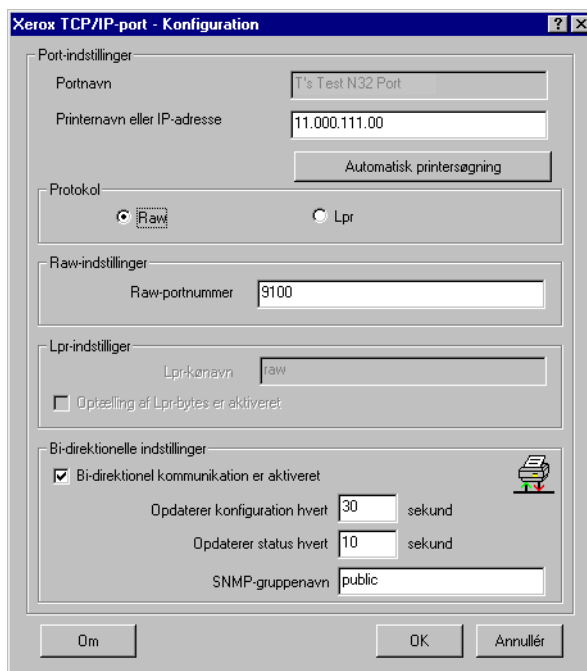 Xerox TCP/IP-port - Konfiguration
Port-indstillinger
Portnavn T's Test N32 Port
Printernavn eller IP-adresse 11.000.111.00
Automatisk printersøgning
Protokol
Raw Lpr
Raw-indstillinger
Raw-portnummer 9100
Lpr-indstilliger
Lpr-kønavn raw
Optælling af Lpr-bytes er aktiveret
Bi-direktionelle indstillinger
Bi-direktionel kommunikation er aktiveret
Opdaterer konfiguration hvert 30 sekund
Opdaterer status hvert 10 sekund
SNMP-gruppenavn public
Om OK Annullér